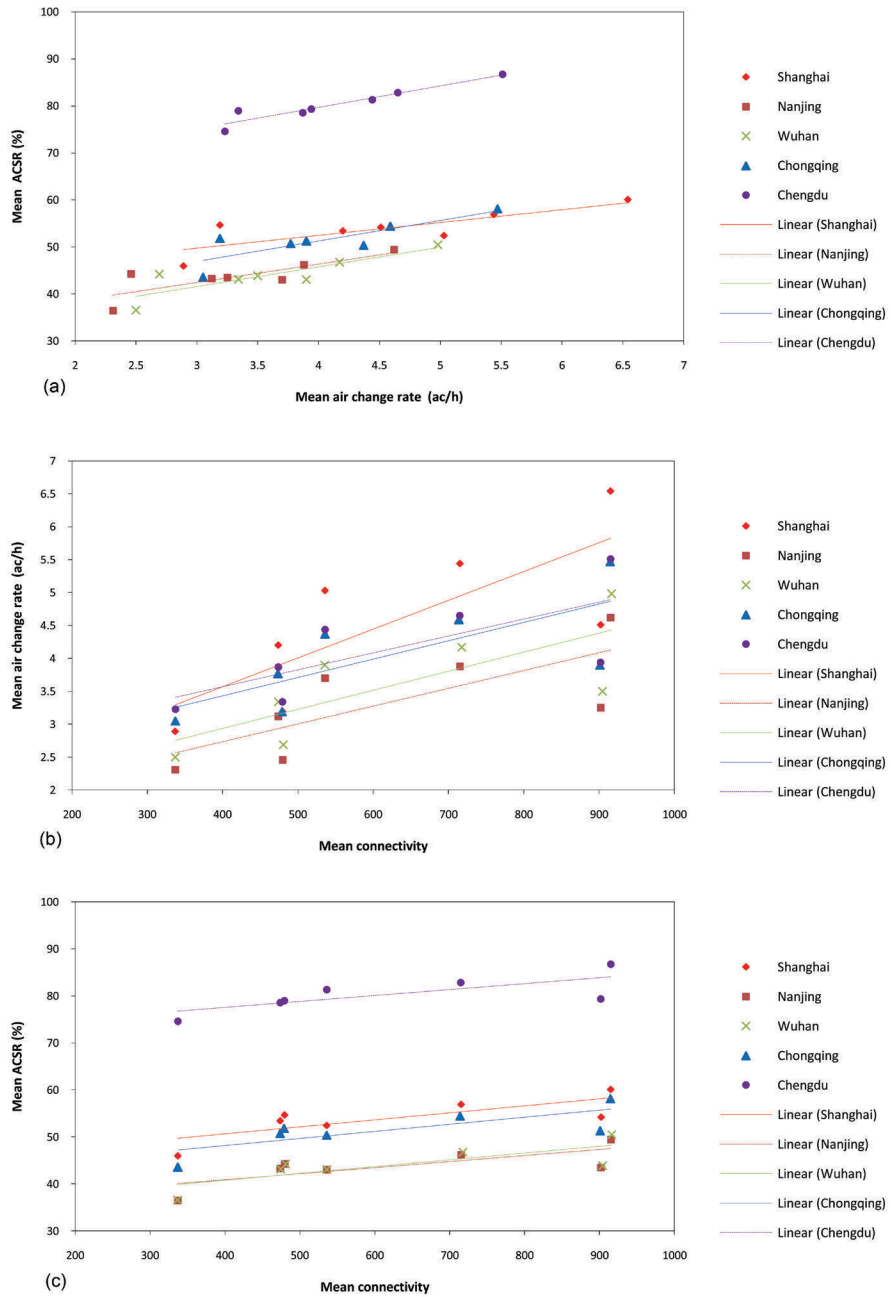 100
90
80
70
60
50
40
30
Mean ACSR (%)
2 2.5 3 3.5 4 4.5 5 5.5 6 6.5 7
Mean air change rate (ac/h)
(a)
Shanghai
Nanjing
Wuhan
Chongqing
Chengdu
Linear (Shanghai)
Linear (Nanjing)
Linear (Wuhan)
Linear (Chongqing)
Linear (Chengdu)
7
6.5
6
5.5
5
4.5
4
3.5
3
2.5
2
Mean air change rate (ac/h)
200 300 400 500 600 700 800 900 1000
Mean connectivity
(b)
Shanghai
Nanjing
Wuhan
Chongqing
Chengdu
Linear (Shanghai)
Linear (Nanjing)
Linear (Wuhan)
Linear (Chongqing)
Linear (Chengdu)
100
90
80
70
60
50
40
30
Mean ACSR (%)
200 300 400 500 600 700 800 900 1000
Mean connectivity
(c)
Shanghai
Nanjing
Wuhan
Chongqing
Chengdu
Linear (Shanghai)
Linear (Nanjing)
Linear (Wuhan)
Linear (Chongqing)
Linear (Chengdu)